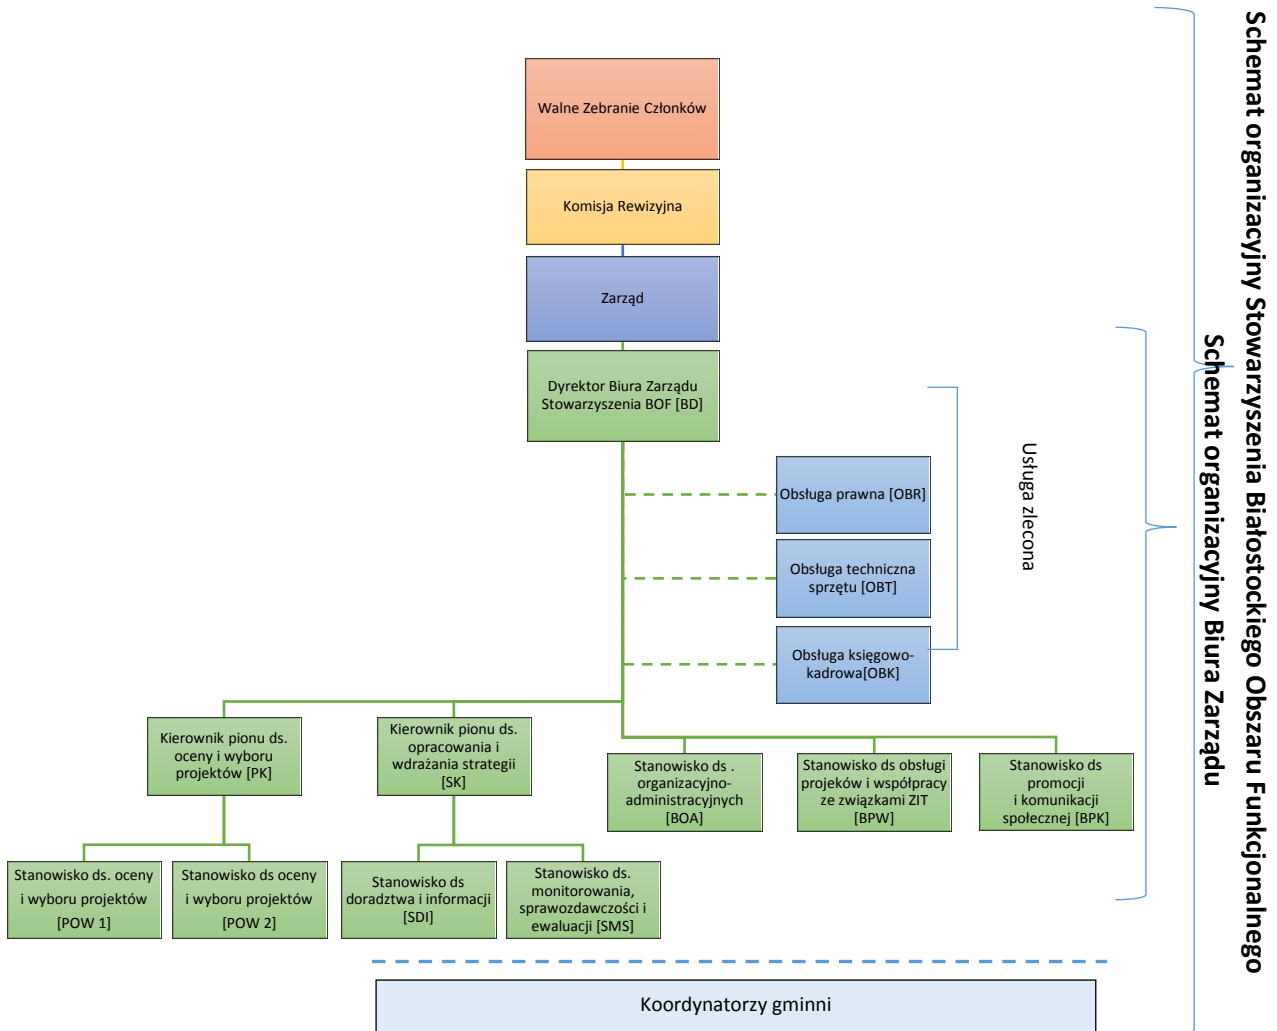 Walne Zebranie Członków
Komisja Rewizyjna
Zarząd
Dyrektor Biura Zarządu
Stowarzyszenia BOF [BD]
Obsługa prawna [OBR]
Obsługa techniczna
sprzętu [OBT]
Obsługa księgowo-
kadrowa[OBK]
Usługa zlecona
Kierownik pionu ds.
oceny i wyboru
projektów [PK]
Kierownik pionu ds.
opracowania i
wdrażania strategii
[SK]
Stanowisko ds .
organizacyjno-
administracyjnych
[BOA]
Stanowisko ds obsługi
projeków i współpracy
ze związkami ZIT
[BPW]
Stanowisko ds
promocji
i komunikacji
społecznej [BPK]
Stanowisko ds. oceny
i wyboru projektów
[POW 1]
Stanowisko ds oceny
i wyboru projektów
[POW 2]
Stanowisko ds
doradztwa i informacji
[SDI]
Stanowisko ds.
monitorowania,
sprawozdawczości i
ewaluacji [SMS]
Koordynatorzy gminni
Schemat organizacyjny Biura Zarządu
Schemat organizacyjny Stowarzyszenia Białostockiego Obszaru Funkcjonalnego